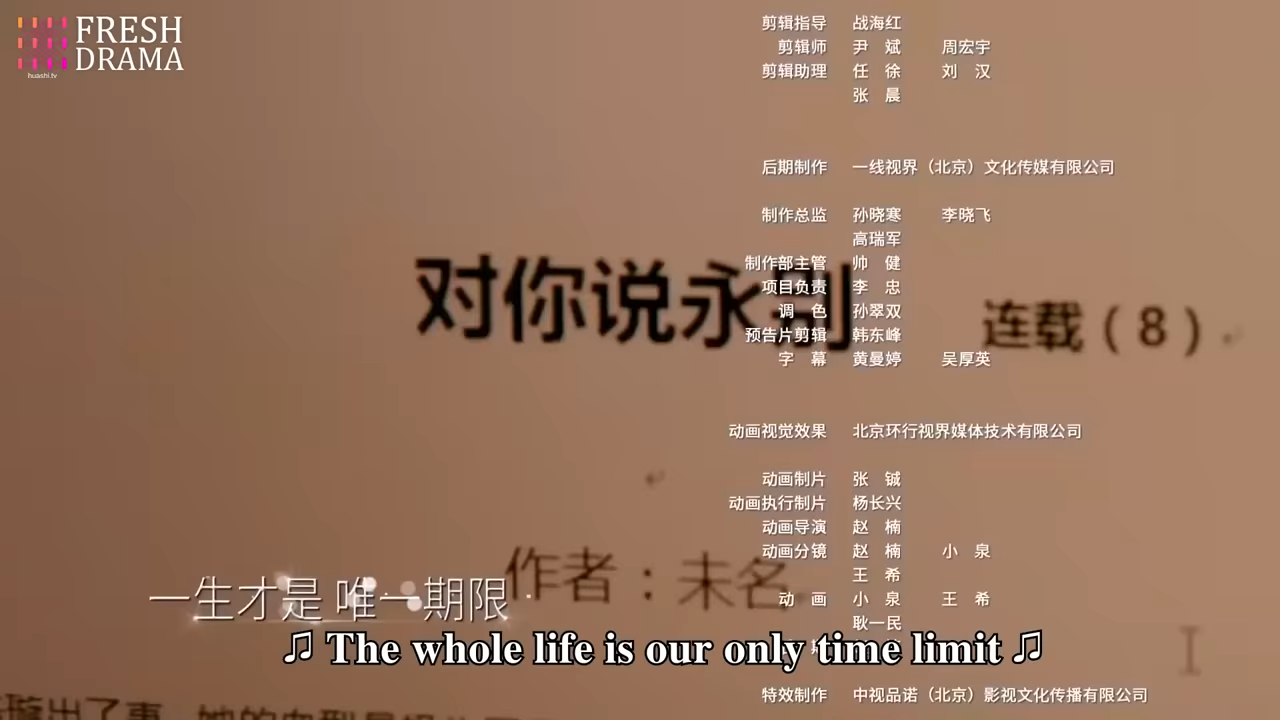 FRESH
DRAMA
huashi.tv
剪辑指导 战海红
剪辑师 尹 斌 周宏宇
剪辑助理 任 徐 刘 汉
张 晨
后期制作 一线视界（北京）文化传媒有限公司
制作总监 孙晓寒 李晓飞
高瑞军
制作部主管 帅 健
项目负责 李 忠
调 色 孙翠双
预告片剪辑 韩东峰
字 幕 黄曼婷 吴厚英
对你说永别
连载（8）
动画视觉效果 北京环行视界媒体技术有限公司
动画制片 张 铖
动画执行制片 杨长兴
动画导演 赵 楠
动画分镜 赵 楠 小 泉
王 希
动 画 小 泉 王 希
耿一民
作者：未名
一生才是 唯一期限
♫ The whole life is our only time limit ♫
特效制作 中视品诺（北京）影视文化传播有限公司